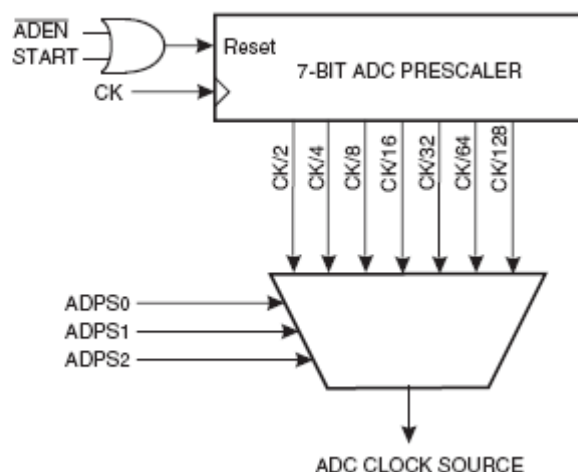 ADEN
START
Reset
7-BIT ADC PRESCALER
CK
CK/2
CK/4
CK/8
CK/16
CK/32
CK/64
CK/128
ADPS0
ADPS1
ADPS2
ADC CLOCK SOURCE